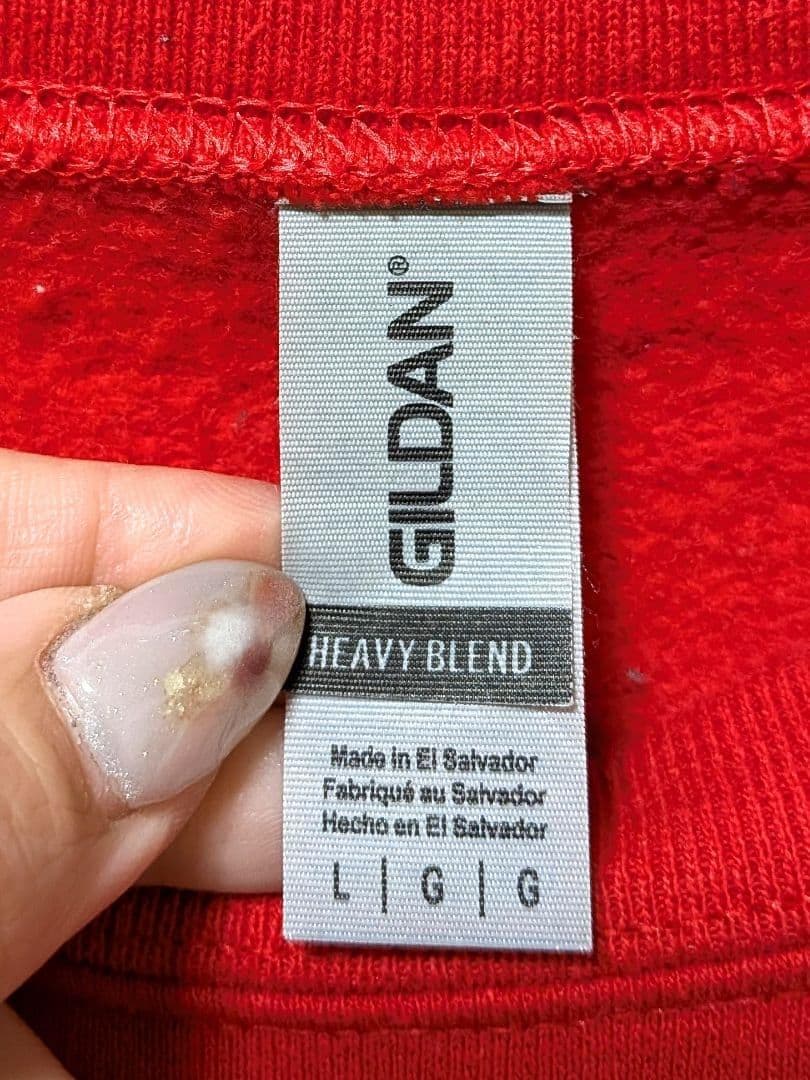 GILDAN®
HEAVY BLEND
Made in El Salvador
Fabriqué au Salvador
Hecho en El Salvador
L | G | G